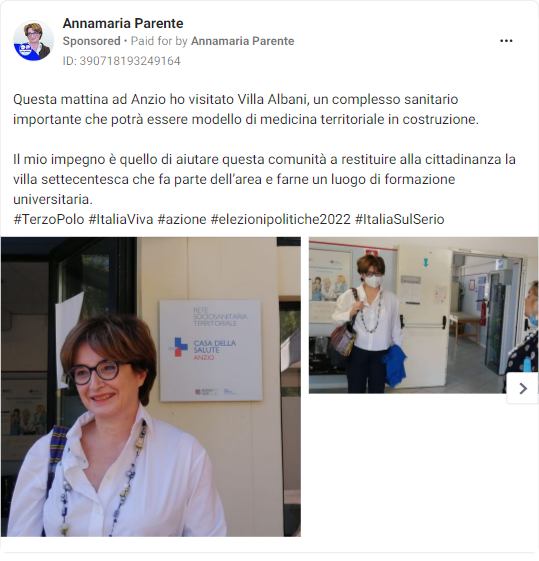 Annamaria Parente
Sponsored • Paid for by Annamaria Parente
ID: 390718193249164
Questa mattina ad Anzio ho visitato Villa Albani, un complesso sanitario
importante che potrà essere modello di medicina territoriale in costruzione.
Il mio impegno è quello di aiutare questa comunità a restituire alla cittadinanza la
villa settecentesca che fa parte dell'area e farne un luogo di formazione
universitaria.
#TerzoPolo #ItaliaViva #azione #elezionipolitiche2022 #ItaliaSulSerio
RETE
SOCIOSANITARIA
TERRITORIALE
CASA DELLA
SALUTE
ANZIO